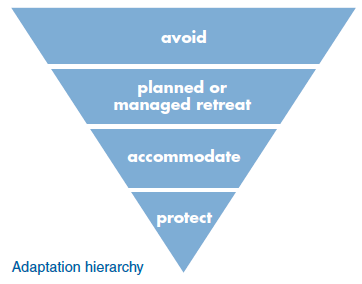 avoid
planned or
managed retreat
accommodate
protect
Adaptation hierarchy